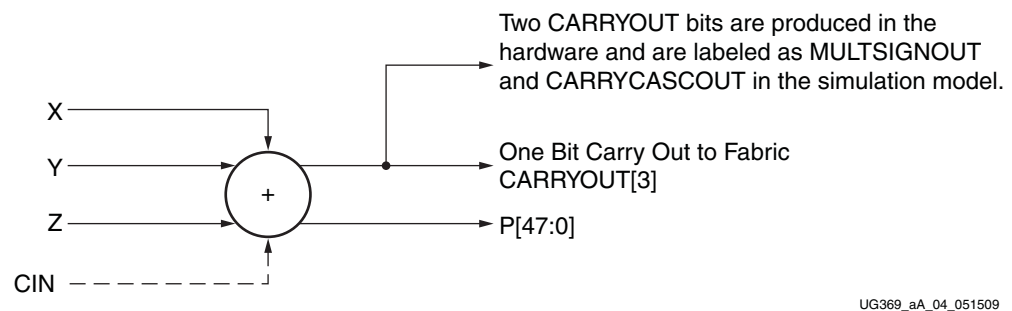 Two CARRYOUT bits are produced in the
hardware and are labeled as MULTSIGNOUT
and CARRYCASCOUT in the simulation model.
X
Y
Z
CIN
+
One Bit Carry Out to Fabric
CARRYOUT[3]
P[47:0]
UG369_aA_04_051509